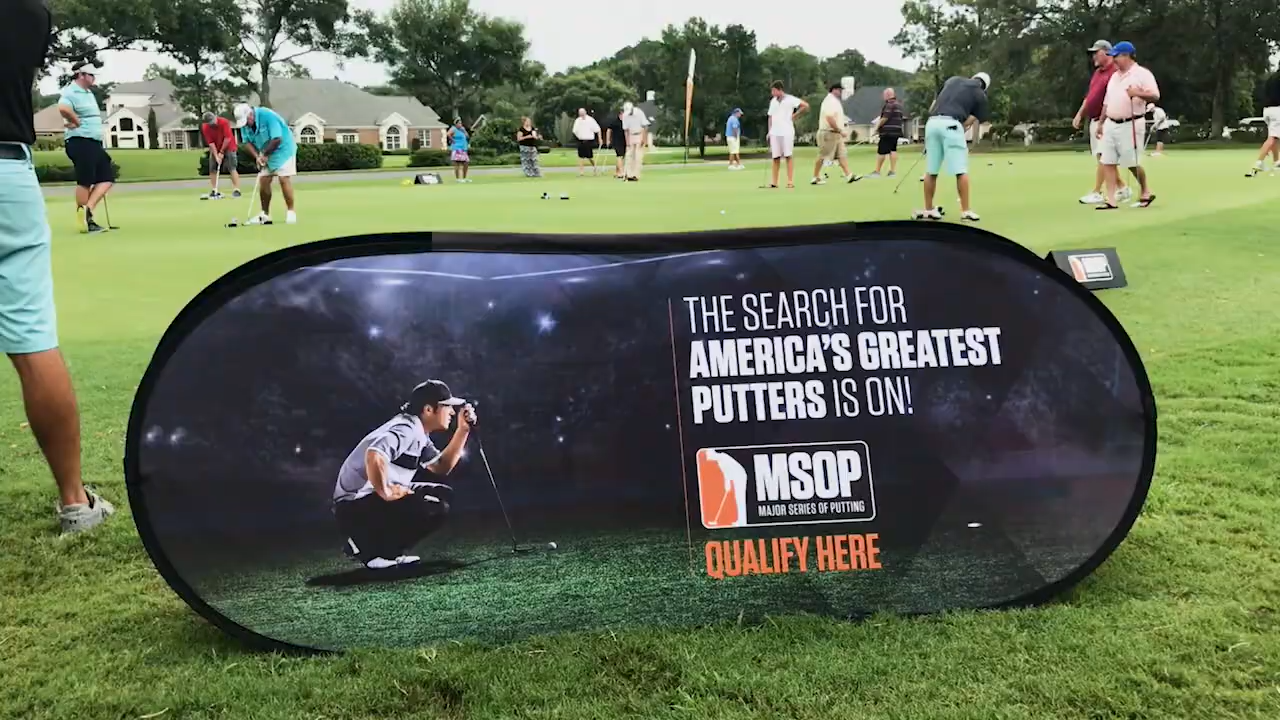 THE SEARCH FOR
AMERICA'S GREATEST
PUTTERS IS ON!
MSOP
MAJOR SERIES OF PUTTING
QUALIFY HERE